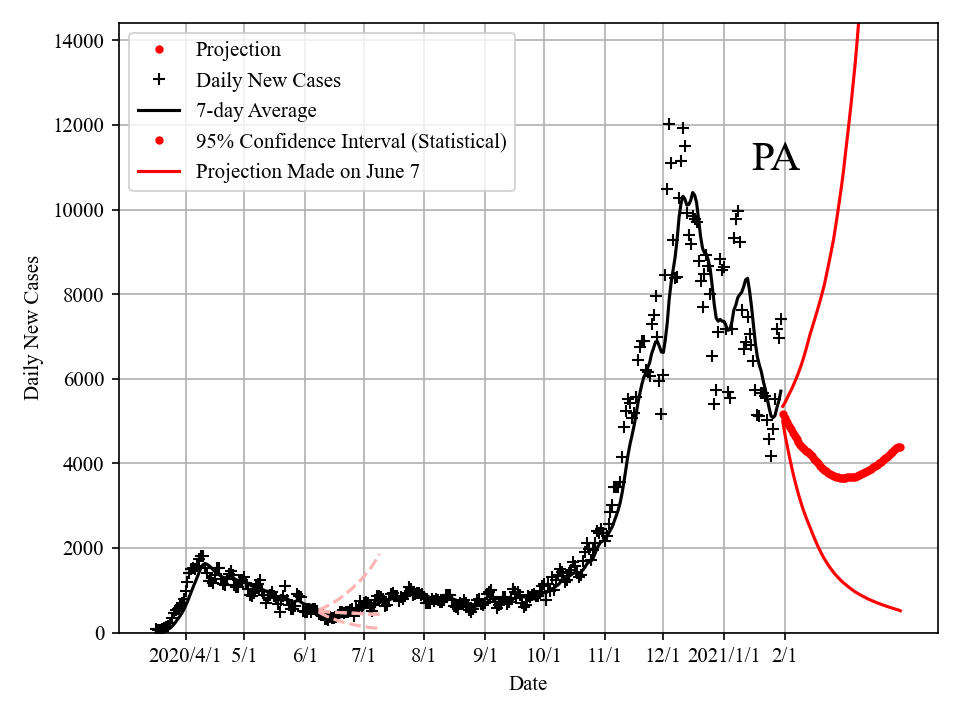 14000
12000
10000
8000
6000
4000
2000
0
Daily New Cases
Projection
Daily New Cases
7-day Average
95% Confidence Interval (Statistical)
Projection Made on June 7
PA
2020/4/1 5/1 6/1 7/1 8/1 9/1 10/1 11/1 12/1 2021/1/1 2/1
Date